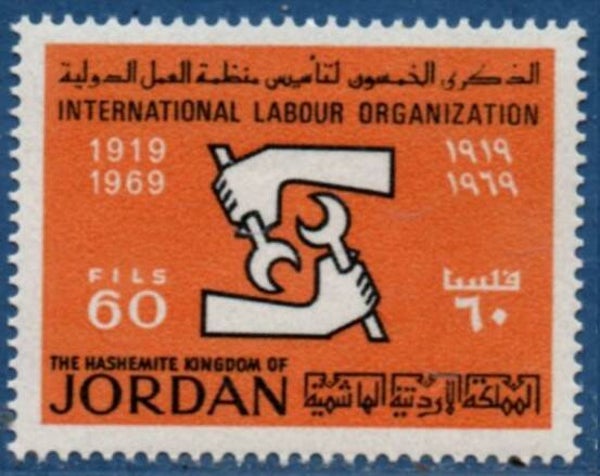 الذكرى الخمسون لتأسيس منظمة العمل الدولية
INTERNATIONAL LABOUR ORGANIZATION
1919 ١٩١٩
1969 ١٩٦٩
FILS فلسا
60 ٦٠
THE HASHEMITE KINGDOM OF
JORDAN المملكة الأردنية الهاشمية